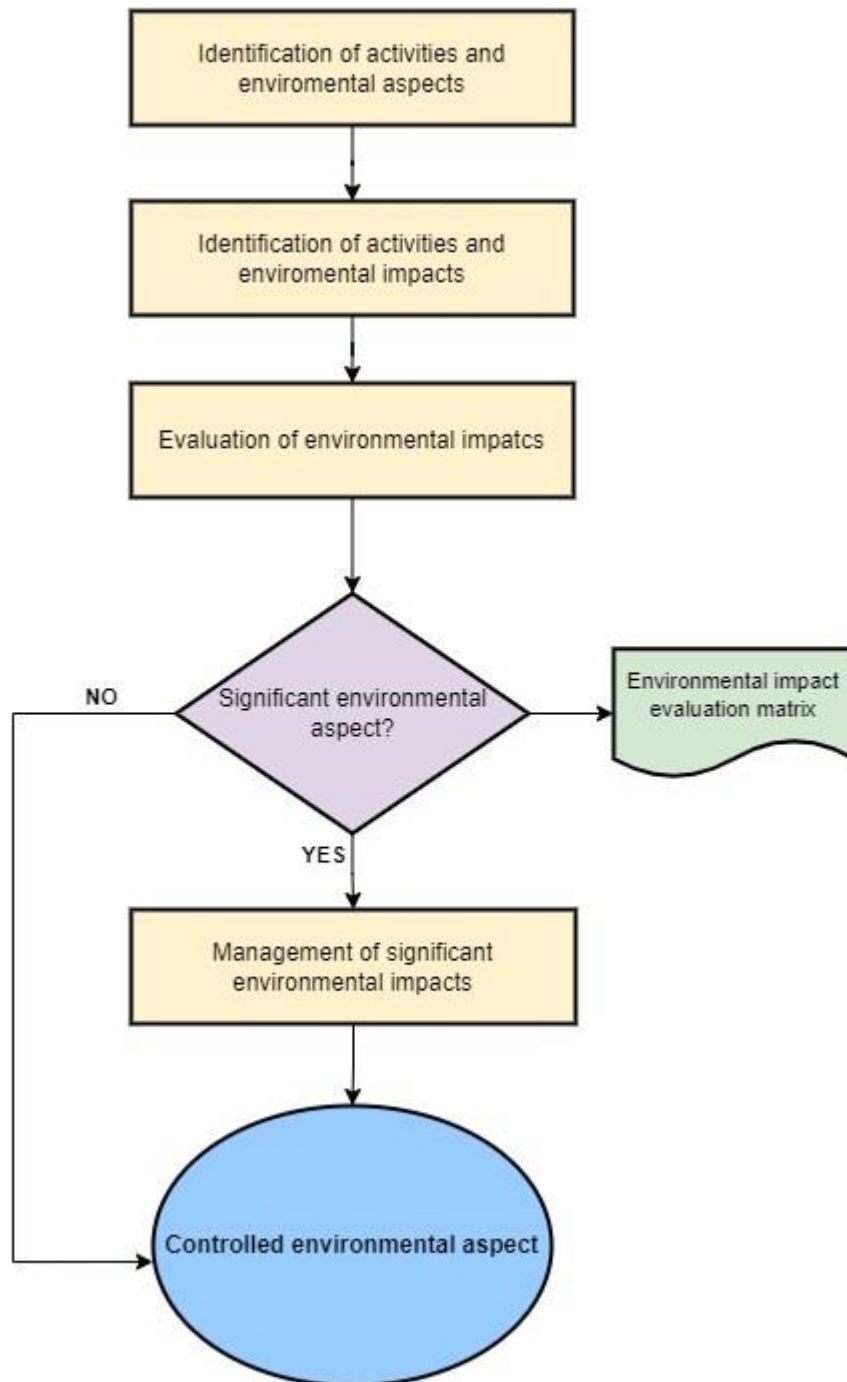 Identification of activities and
enviromental aspects
Identification of activities and
enviromental impacts
Evaluation of environmental impatcs
Significant environmental
aspect?
NO
Environmental impact
evaluation matrix
YES
Management of significant
environmental impacts
Controlled environmental aspect